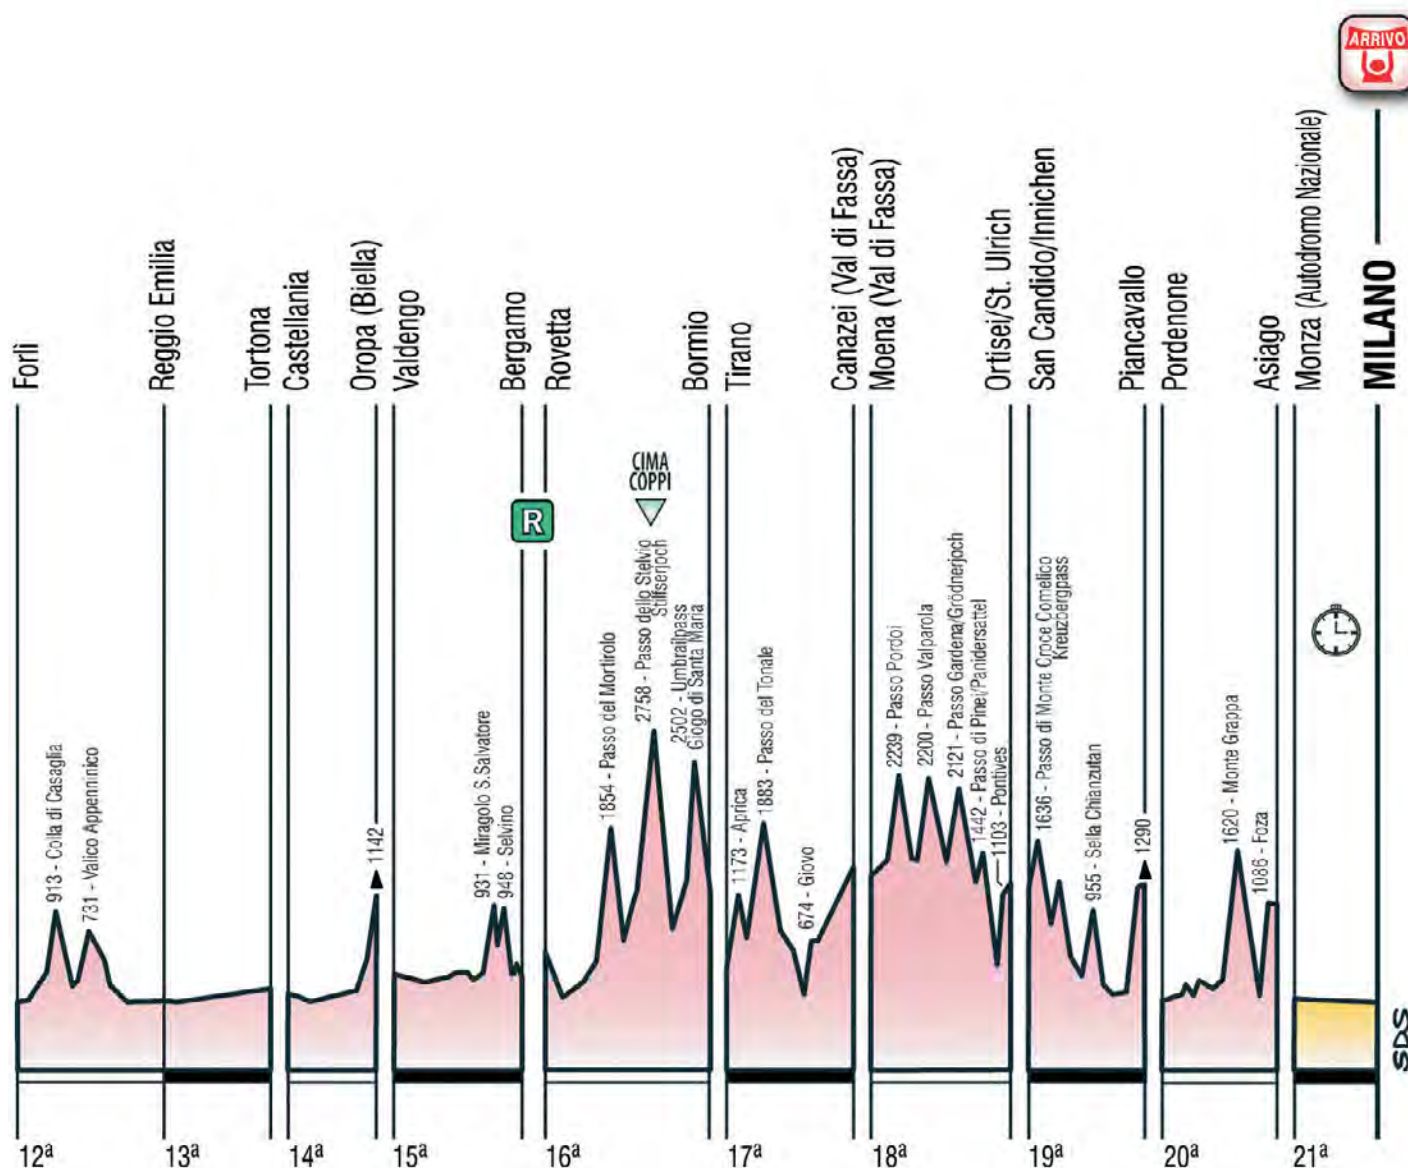 ARRIVO
Forlì
Reggio Emilia
Tortona
Castellania
Oropa (Biella)
Valdengo
Bergamo
Rovetta
Bormio
Tirano
Canazei (Val di Fassa)
Moena (Val di Fassa)
Ortisei/St. Ulrich
San Candido/Innichen
Piancavallo
Pordenone
Asiago
Monza (Autodromo Nazionale)
MILANO
CIMA
COPPI
R
913 - Colla di Casaglia
731 - Valico Appenninico
1142
931 - Miragolo S.Salvatore
948 - Selvino
1854 - Passo del Mortirolo
2758 - Passo dello Stelvio
Stilfserjoch
2502 - Umbrailpass
Giogo di Santa Maria
1173 - Aprica
1883 - Passo del Tonale
674 - Giovo
2239 - Passo Pordoi
2200 - Passo Valparola
2121 - Passo Gardena/Grödnerjoch
1442 - Passo di Pinei/Panidersattel
1103 - Pontives
1636 - Passo di Monte Croce Comelico
Kreuzbergpass
955 - Sella Chianzutan
1290
1620 - Monte Grappa
1086 - Foza
SDS
12ª
13ª
14ª
15ª
16ª
17ª
18ª
19ª
20ª
21ª